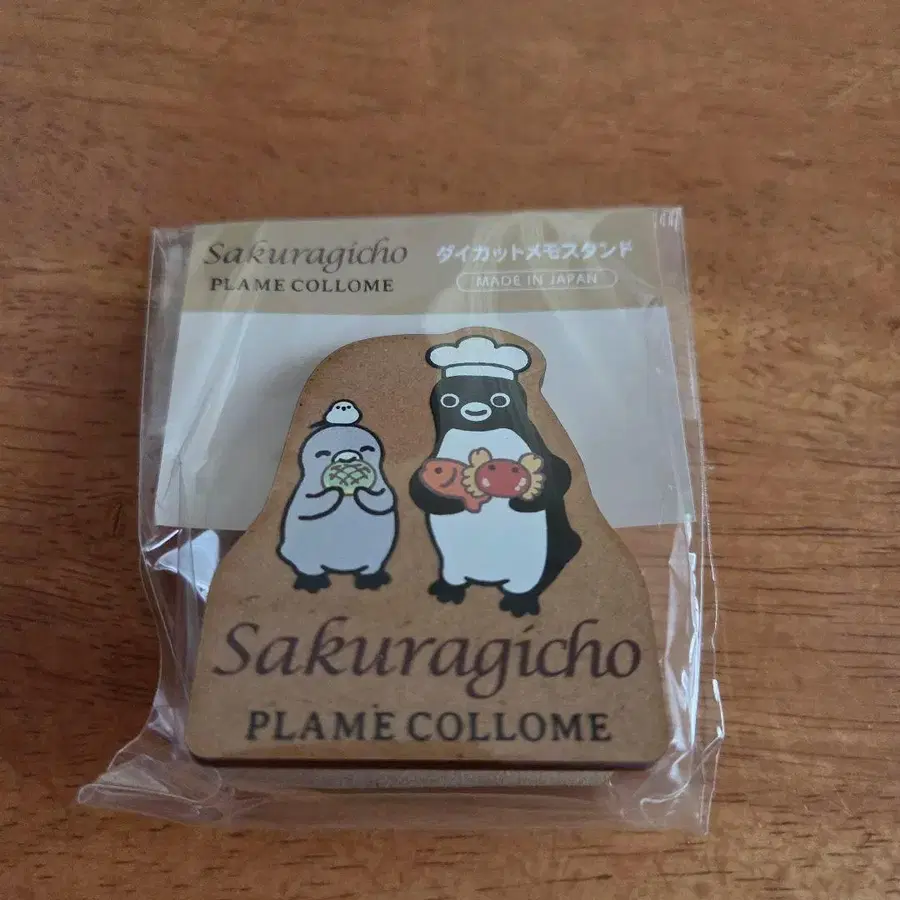 Sakuragicho
PLAME COLLOME
ダイカットメモスタンド
MADE IN JAPAN
Sakuragicho
PLAME COLLOME